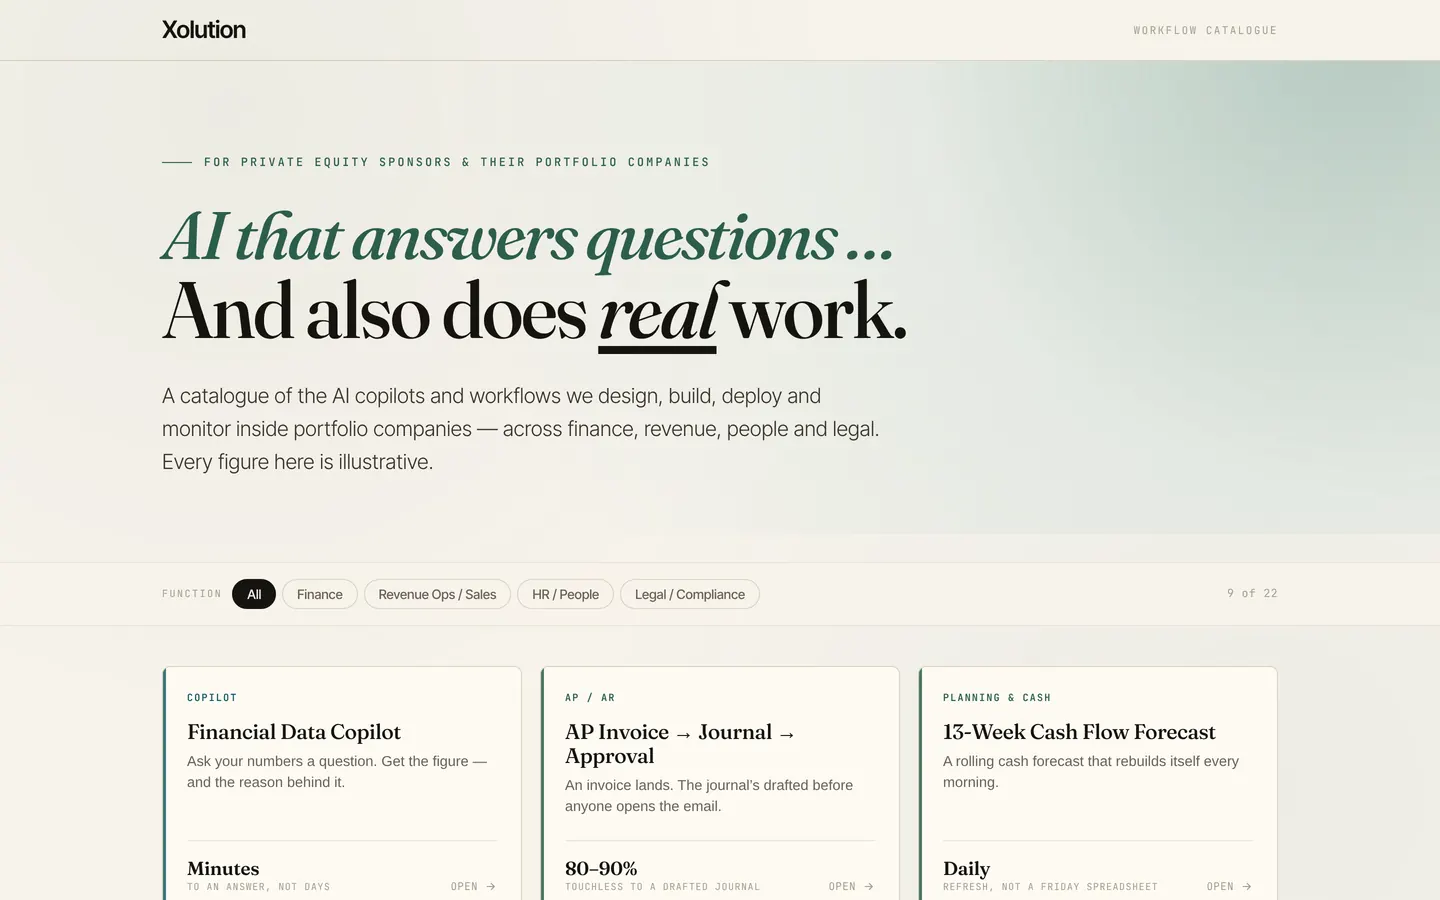 Xolution
WORKFLOW CATALOGUE
FOR PRIVATE EQUITY SPONSORS & THEIR PORTFOLIO COMPANIES
AI that answers questions ...
And also does real work.
A catalogue of the AI copilots and workflows we design, build, deploy and
monitor inside portfolio companies — across finance, revenue, people and legal.
Every figure here is illustrative.
FUNCTION
All
Finance
Revenue Ops / Sales
HR / People
Legal / Compliance
9 of 22
COPILOT
Financial Data Copilot
Ask your numbers a question. Get the figure —
and the reason behind it.
Minutes
TO AN ANSWER, NOT DAYS
OPEN →
AP / AR
AP Invoice → Journal →
Approval
An invoice lands. The journal’s drafted before
anyone opens the email.
80–90%
TOUCHLESS TO A DRAFTED JOURNAL
OPEN →
PLANNING & CASH
13-Week Cash Flow Forecast
A rolling cash forecast that rebuilds itself every
morning.
Daily
REFRESH, NOT A FRIDAY SPREADSHEET
OPEN →